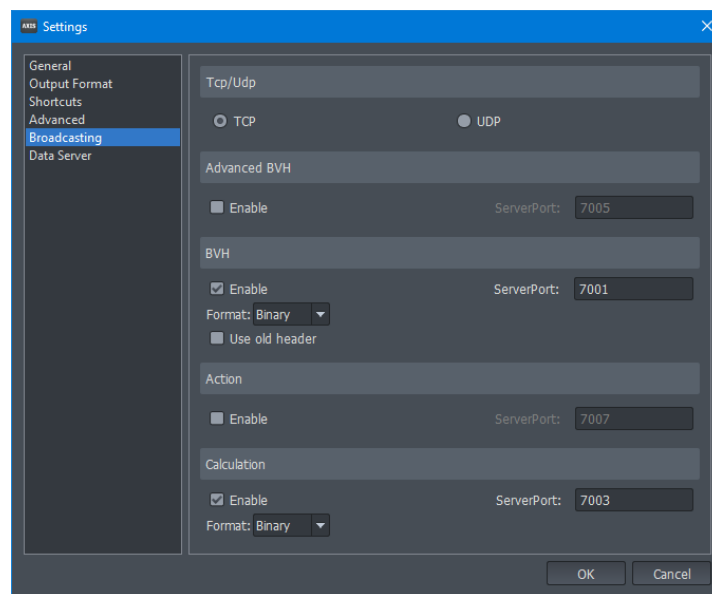 AXIS Settings
General
Output Format
Shortcuts
Advanced
Broadcasting
Data Server
Tcp/Udp
TCP UDP
Advanced BVH
Enable ServerPort: 7005
BVH
Enable ServerPort: 7001
Format: Binary
Use old header
Action
Enable ServerPort: 7007
Calculation
Enable ServerPort: 7003
Format: Binary
OK Cancel